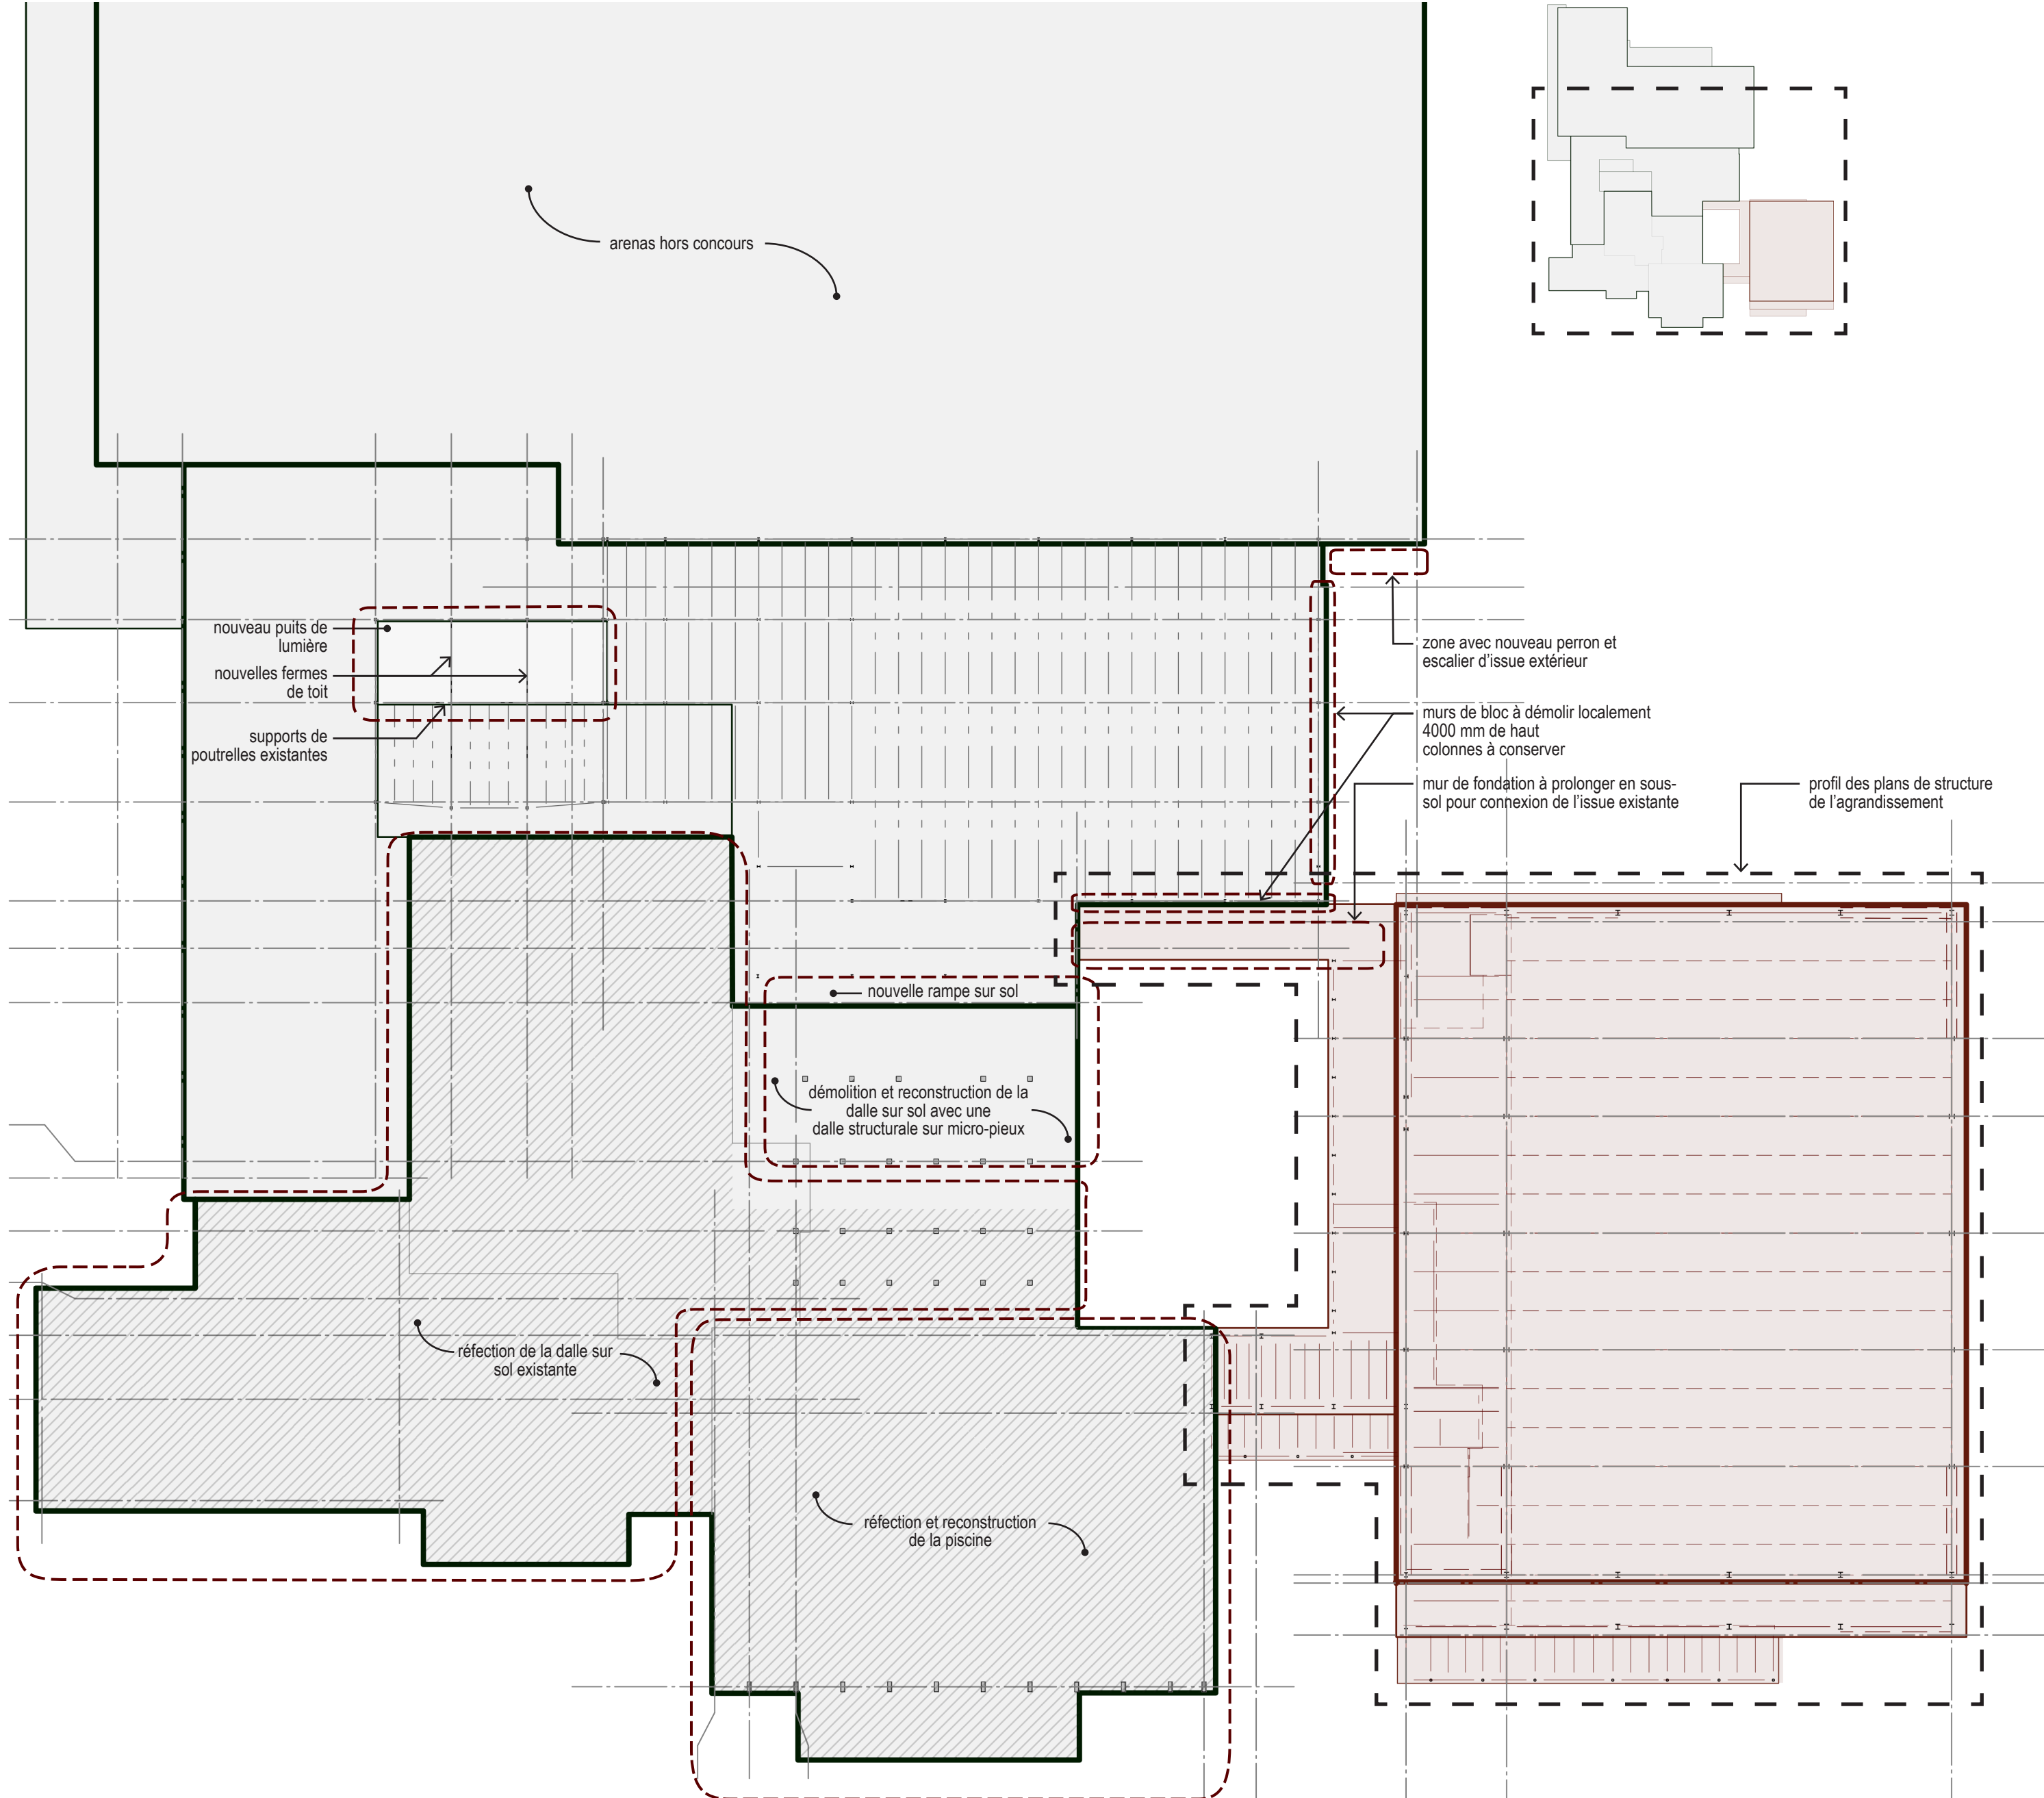 arenas hors concours
nouveau puits de
lumière
nouvelles fermes
de toit
supports de
poutrelles existantes
zone avec nouveau perron et
escalier d’issue extérieur
murs de bloc à démolir localement
4000 mm de haut
colonnes à conserver
mur de fondation à prolonger en sous-
sol pour connexion de l’issue existante
profil des plans de structure
de l’agrandissement
nouvelle rampe sur sol
démolition et reconstruction de la
dalle sur sol avec une
dalle structurale sur micro-pieux
réfection de la dalle sur
sol existante
réfection et reconstruction
de la piscine